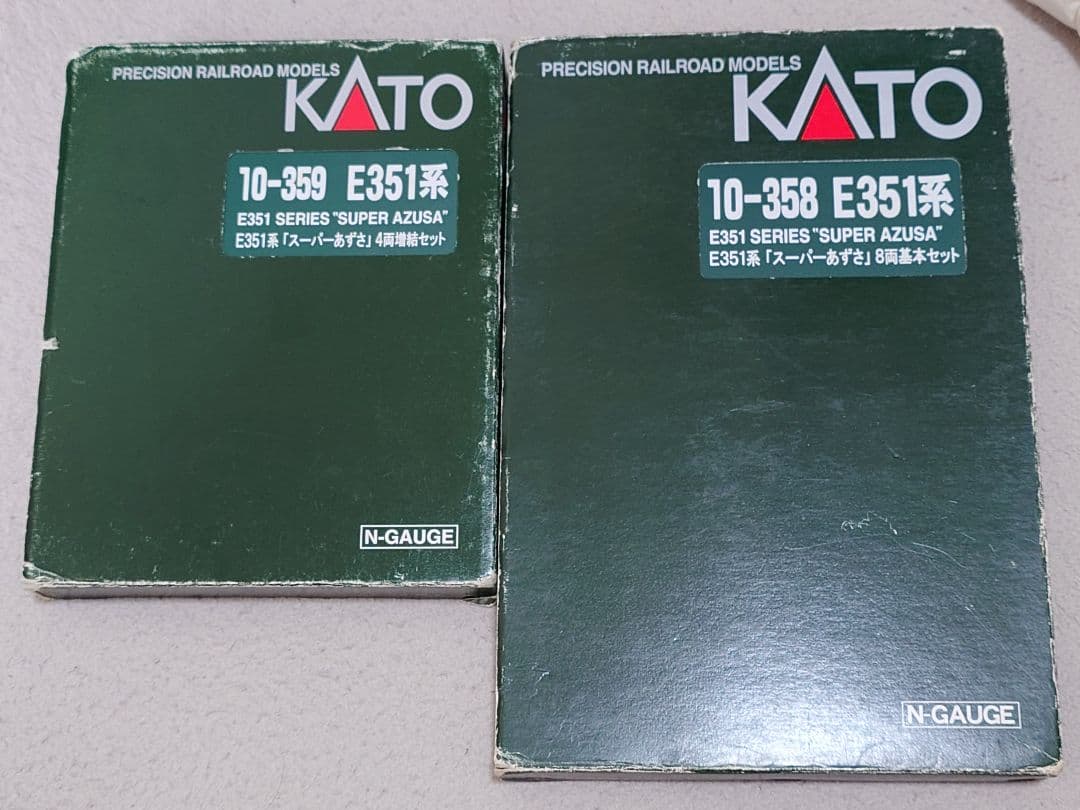 PRECISION RAILROAD MODELS
KATO
10-359 E351系
E351 SERIES "SUPER AZUSA"
E351系「スーパーあずさ」4両増結セット
N-GAUGE
PRECISION RAILROAD MODELS
KATO
10-358 E351系
E351 SERIES "SUPER AZUSA"
E351系「スーパーあずさ」8両基本セット
N-GAUGE